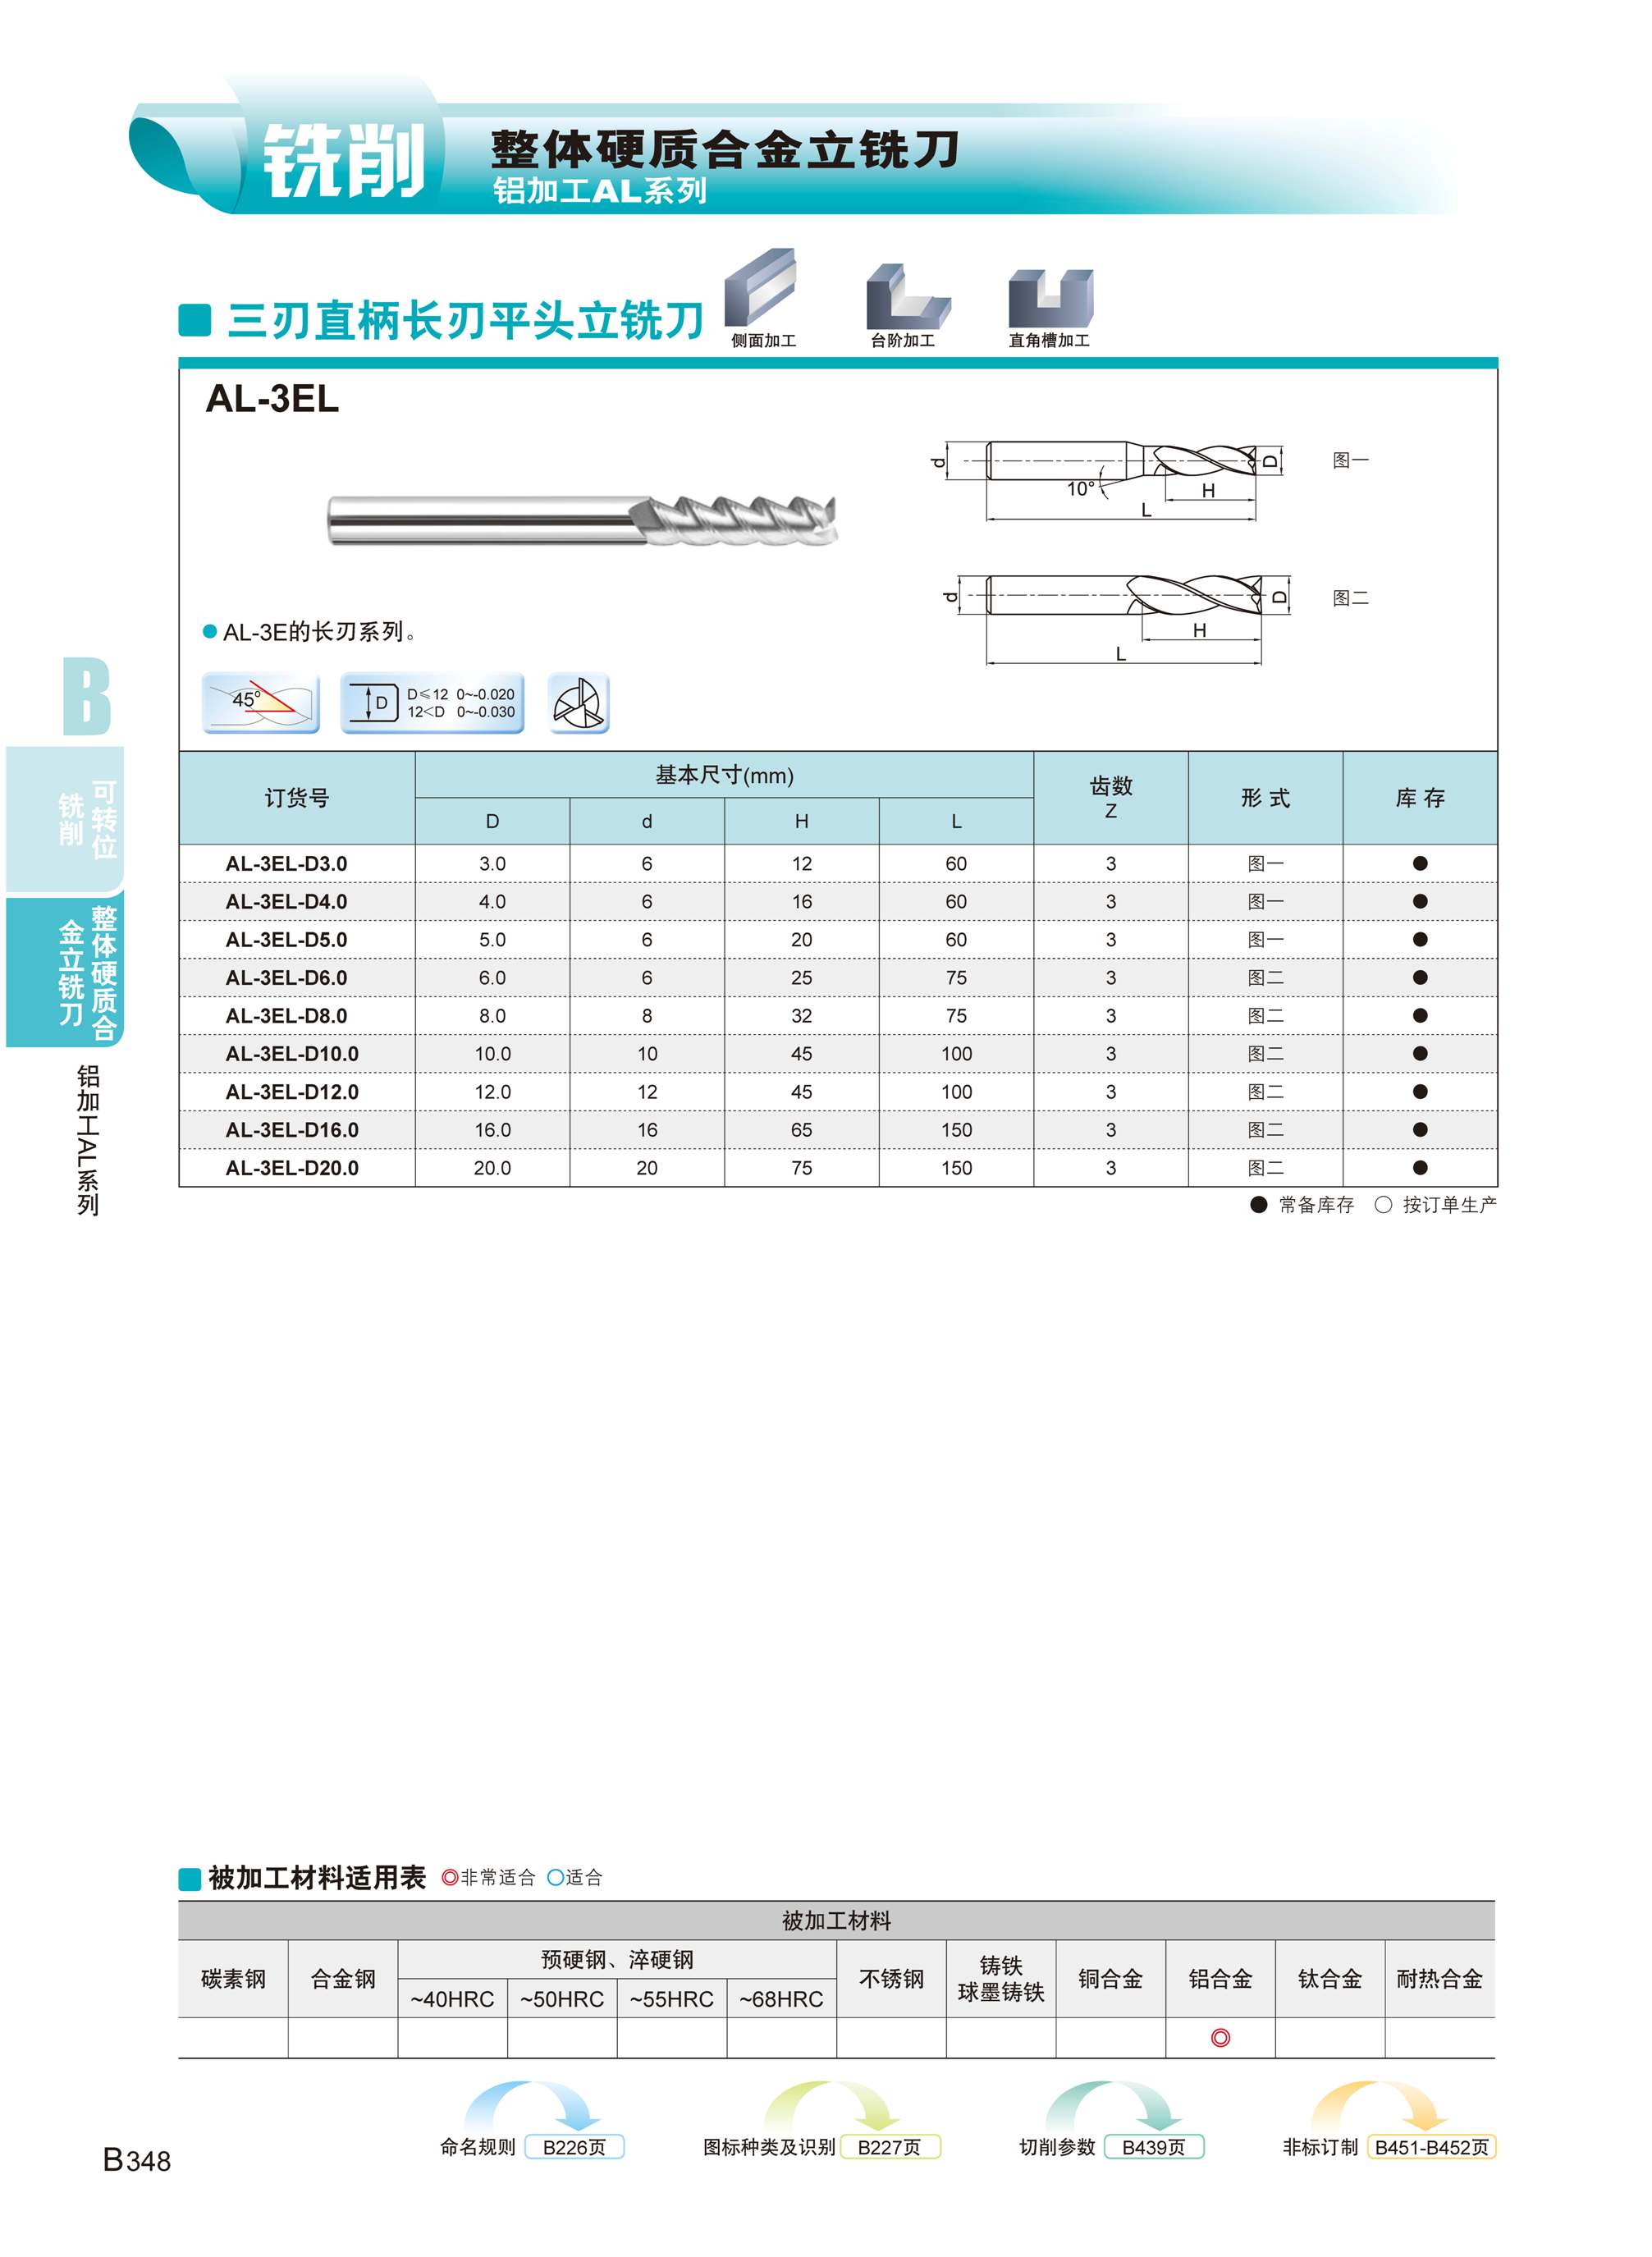 铣削
整体硬质合金立铣刀
铝加工AL系列
三刃直柄长刃平头立铣刀
侧面加工 台阶加工 直角槽加工
AL-3EL
d 10° H L D 图一
d H L D 图二
AL-3E的长刃系列。
45° D D≤12 0~-0.020
12<D 0~-0.030
订货号 基本尺寸(mm) 齿数 Z 形 式 库 存
D d H L
AL-3EL-D3.0 3.0 6 12 60 3 图一 ●
AL-3EL-D4.0 4.0 6 16 60 3 图一 ●
AL-3EL-D5.0 5.0 6 20 60 3 图一 ●
AL-3EL-D6.0 6.0 6 25 75 3 图二 ●
AL-3EL-D8.0 8.0 8 32 75 3 图二 ●
AL-3EL-D10.0 10.0 10 45 100 3 图二 ●
AL-3EL-D12.0 12.0 12 45 100 3 图二 ●
AL-3EL-D16.0 16.0 16 65 150 3 图二 ●
AL-3EL-D20.0 20.0 20 75 150 3 图二 ●
● 常备库存 ○ 按订单生产
B
可转位
铣削
整体硬质合
金立铣刀
铝加工AL系列
被加工材料适用表 ◎非常适合 ○适合
被加工材料
碳素钢 合金钢 预硬钢、淬硬钢 不锈钢 铸铁 球墨铸铁 铜合金 铝合金 钛合金 耐热合金
~40HRC ~50HRC ~55HRC ~68HRC
◎
命名规则 B226页 图标种类及识别 B227页 切削参数 B439页 非标订制 B451-B452页
B348